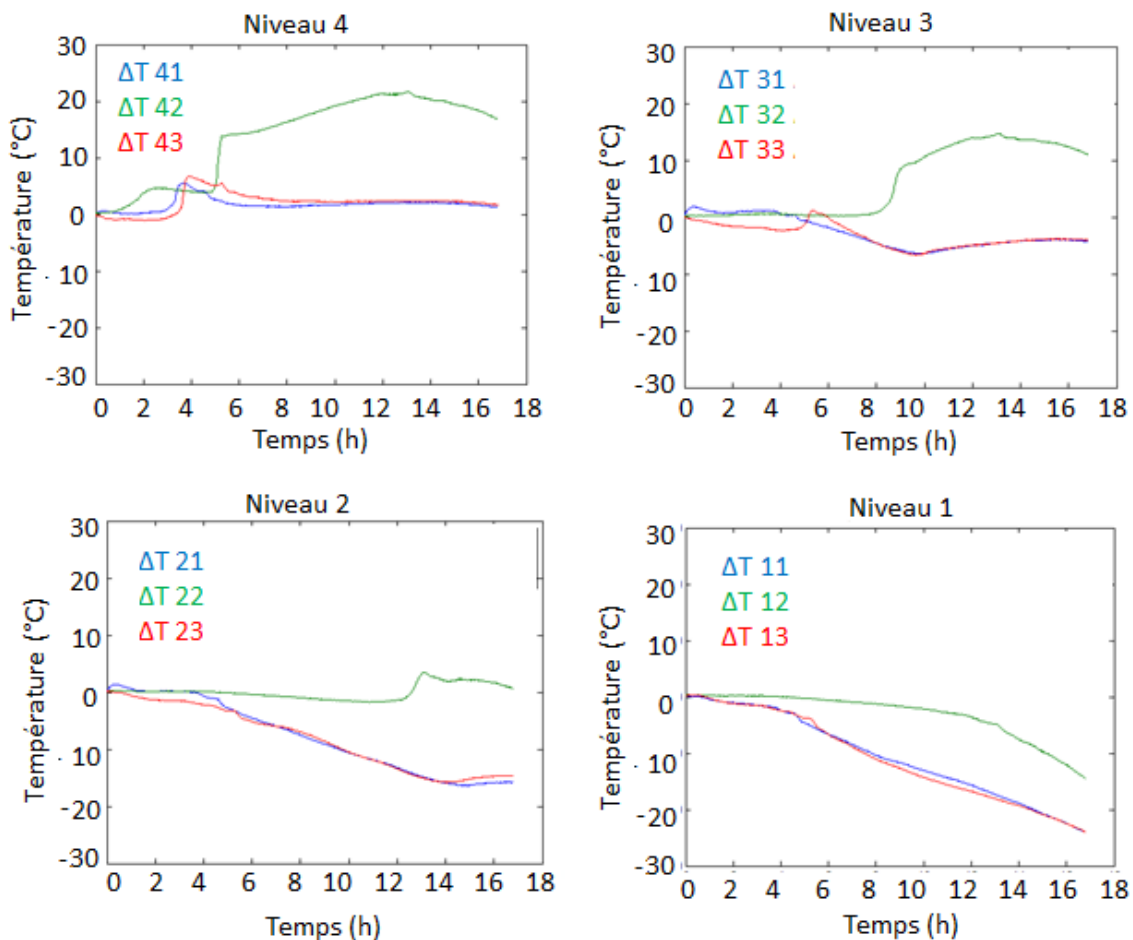 Niveau 4
Température (°C)
30
20
10
0
-10
-20
-30
ΔT 41
ΔT 42
ΔT 43
0 2 4 6 8 10 12 14 16 18
Temps (h)
Niveau 3
Température (°C)
30
20
10
0
-10
-20
-30
ΔT 31
ΔT 32
ΔT 33
0 2 4 6 8 10 12 14 16 18
Temps (h)
Niveau 2
Température (°C)
30
20
10
0
-10
-20
-30
ΔT 21
ΔT 22
ΔT 23
0 2 4 6 8 10 12 14 16 18
Temps (h)
Niveau 1
Température (°C)
30
20
10
0
-10
-20
-30
ΔT 11
ΔT 12
ΔT 13
0 2 4 6 8 10 12 14 16 18
Temps (h)